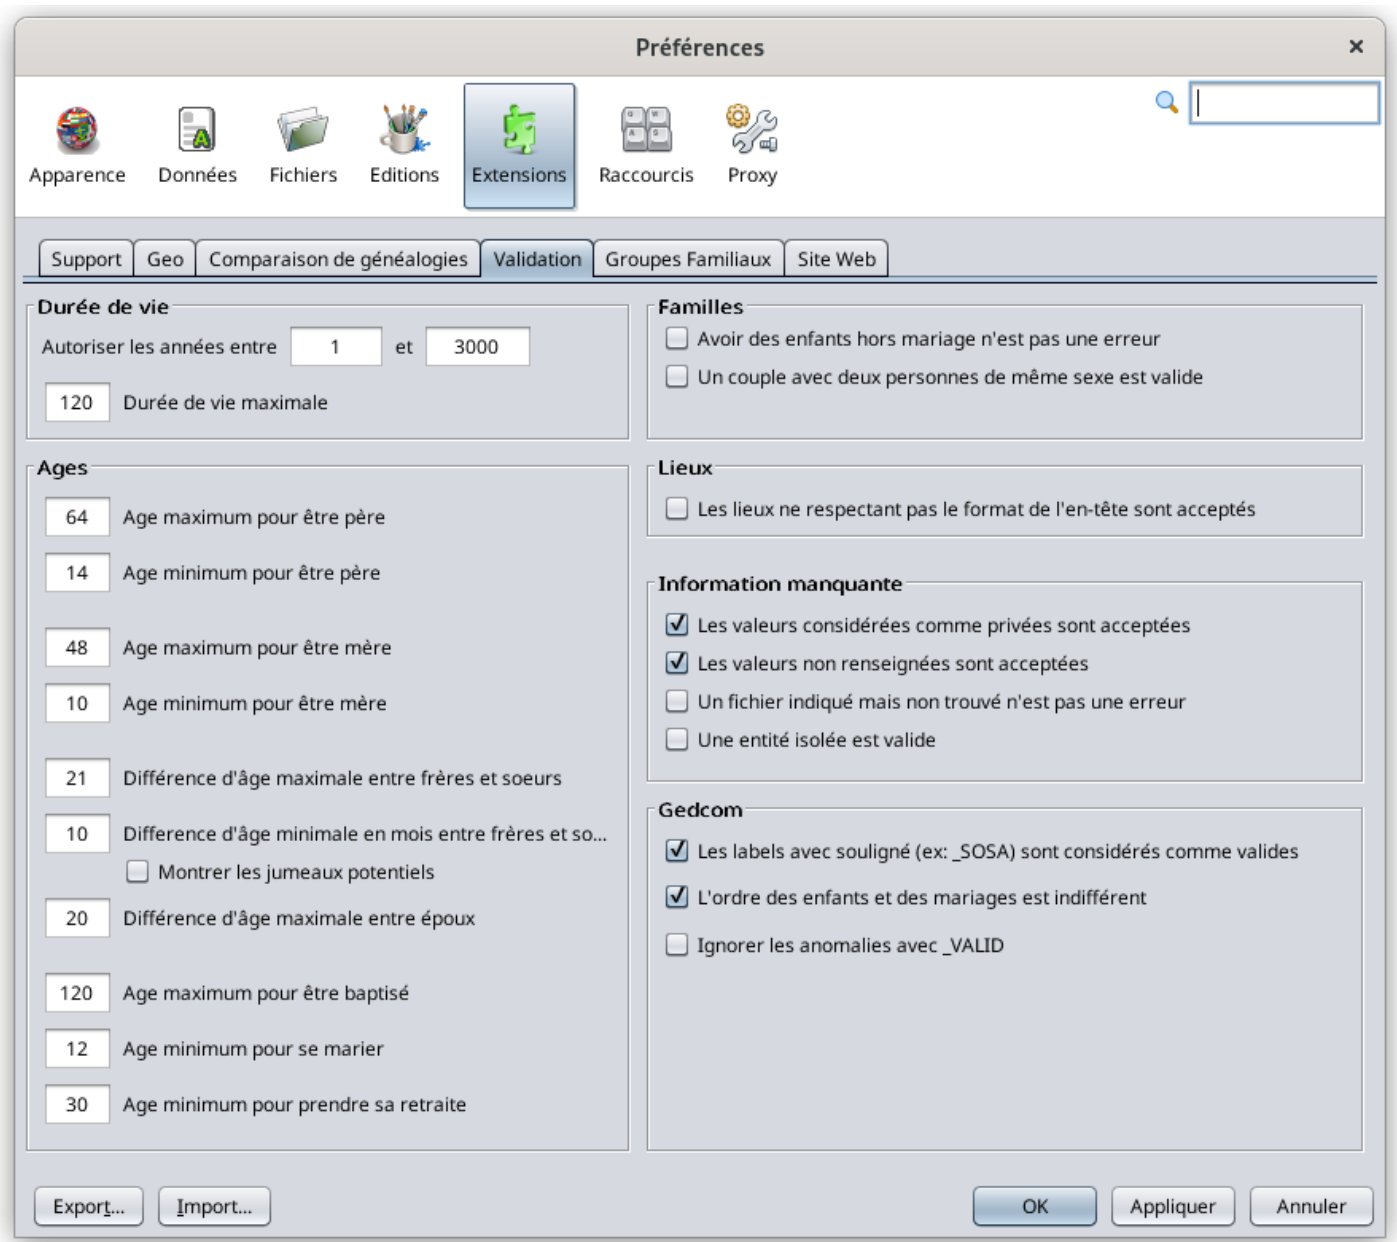 Préférences
Apparence
Données
Fichiers
Editions
Extensions
Raccourcis
Proxy
Support
Geo
Comparaison de généalogies
Validation
Groupes Familiaux
Site Web
Durée de vie
Autoriser les années entre 1 et 3000
120 Durée de vie maximale
Ages
64 Age maximum pour être père
14 Age minimum pour être père
48 Age maximum pour être mère
10 Age minimum pour être mère
21 Différence d'âge maximale entre frères et soeurs
10 Difference d'âge minimale en mois entre frères et so...
Montrer les jumeaux potentiels
20 Différence d'âge maximale entre époux
120 Age maximum pour être baptisé
12 Age minimum pour se marier
30 Age minimum pour prendre sa retraite
Familles
Avoir des enfants hors mariage n'est pas une erreur
Un couple avec deux personnes de même sexe est valide
Lieux
Les lieux ne respectant pas le format de l'en-tête sont acceptés
Information manquante
Les valeurs considérées comme privées sont acceptées
Les valeurs non renseignées sont acceptées
Un fichier indiqué mais non trouvé n'est pas une erreur
Une entité isolée est valide
Gedcom
Les labels avec souligné (ex: _SOSA) sont considérés comme valides
L'ordre des enfants et des mariages est indifférent
Ignorer les anomalies avec _VALID
Export...
Import...
OK
Appliquer
Annuler